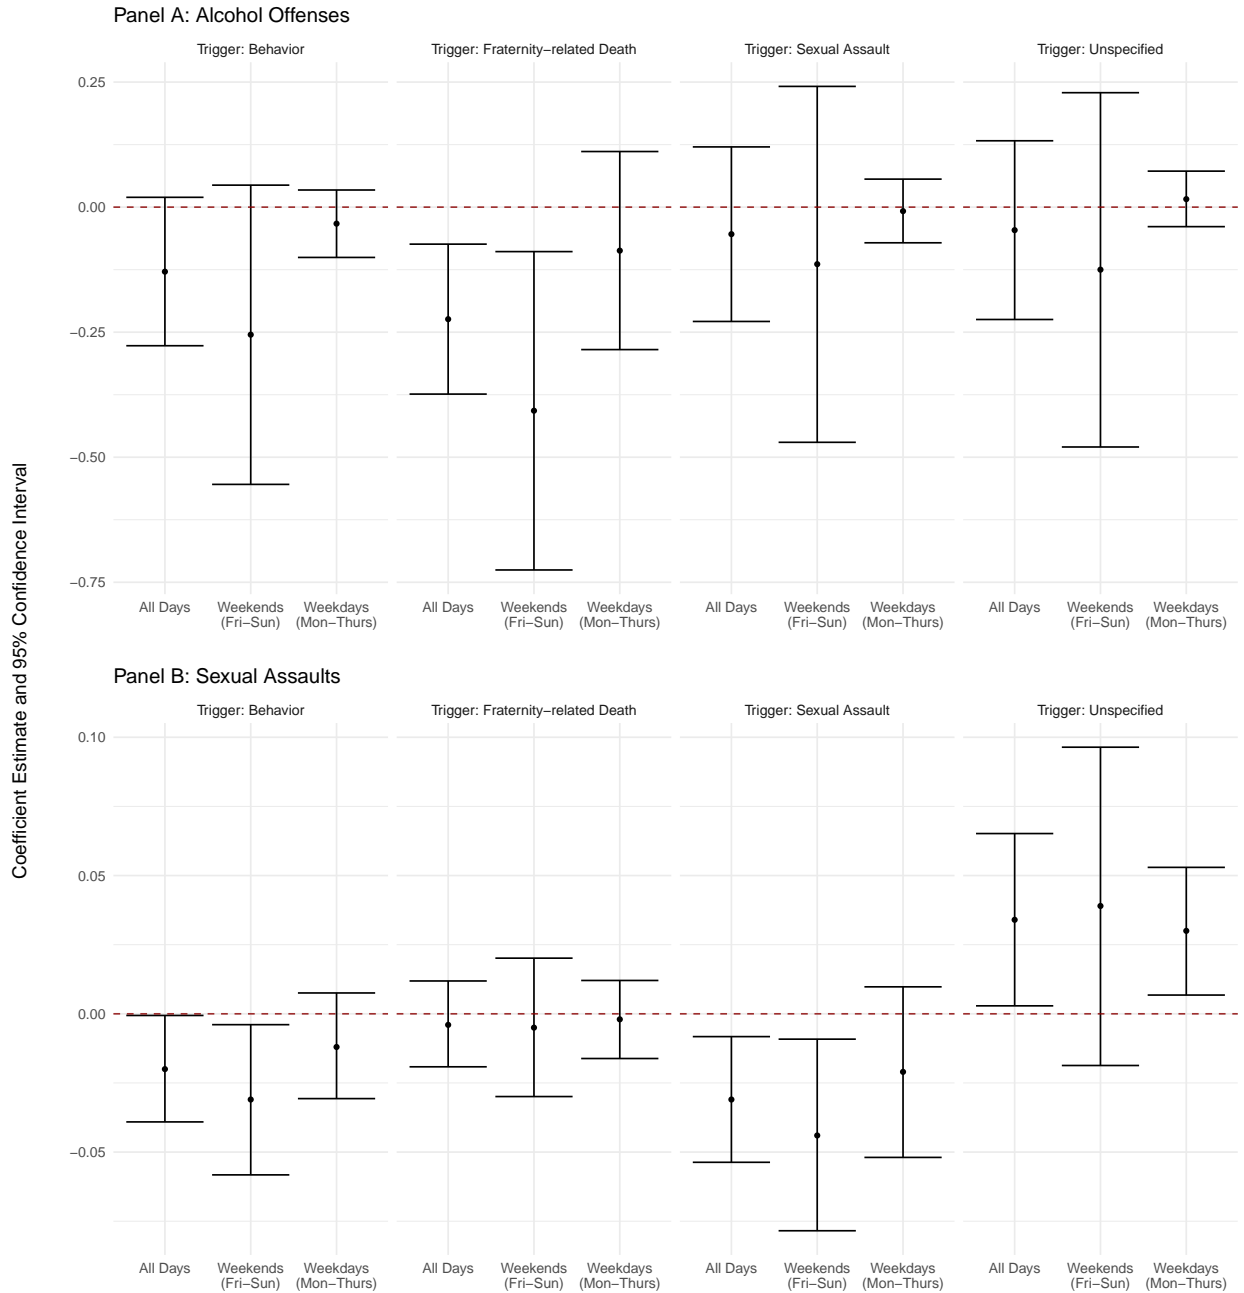 Panel A: Alcohol Offenses
Trigger: Behavior
Trigger: Fraternity−related Death
Trigger: Sexual Assault
Trigger: Unspecified
0.25
0.00
−0.25
−0.50
−0.75
All Days
Weekends
(Fri−Sun)
Weekdays
(Mon−Thurs)
All Days
Weekends
(Fri−Sun)
Weekdays
(Mon−Thurs)
All Days
Weekends
(Fri−Sun)
Weekdays
(Mon−Thurs)
All Days
Weekends
(Fri−Sun)
Weekdays
(Mon−Thurs)
Coefficient Estimate and 95% Confidence Interval
Panel B: Sexual Assaults
Trigger: Behavior
Trigger: Fraternity−related Death
Trigger: Sexual Assault
Trigger: Unspecified
0.10
0.05
0.00
−0.05
All Days
Weekends
(Fri−Sun)
Weekdays
(Mon−Thurs)
All Days
Weekends
(Fri−Sun)
Weekdays
(Mon−Thurs)
All Days
Weekends
(Fri−Sun)
Weekdays
(Mon−Thurs)
All Days
Weekends
(Fri−Sun)
Weekdays
(Mon−Thurs)